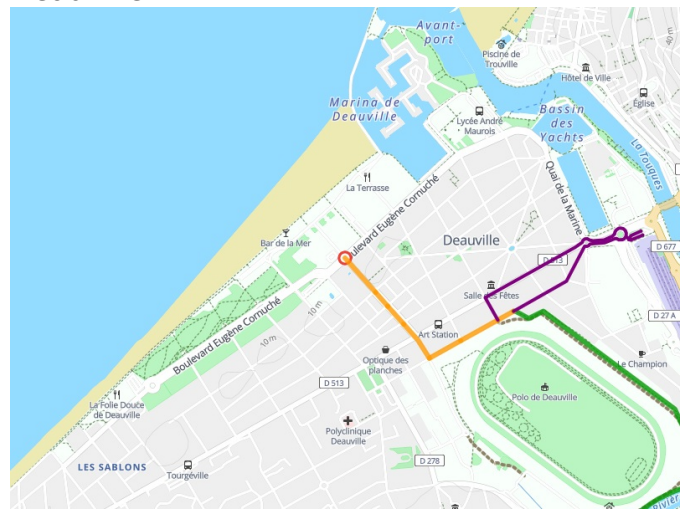 Avant-
port
Piscine de
Trouville
Hôtel de Ville
40 m
Église
Marina de
Deauville
Lycée André
Maurois
Bassin
des
Yachts
La Touques
Quai de la Marine
La Terrasse
Boulevard Eugène Cornuché
Bar de la Mer
Deauville
D 677
D 513
Salle des Fêtes
10 m
D 27 A
Art Station
10 m
Boulevard Eugène Cornuché
Optique des
planches
Le Champion
D 513
Polo de Deauville
La Folie Douce
de Deauville
Polyclinique
Deauville
D 278
LES SABLONS
Tourgéville